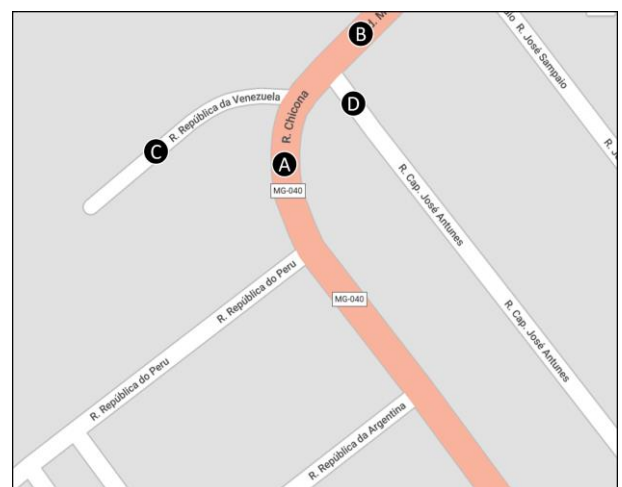 B
R. José Sampaio
D
R. República da Venezuela
R. Chicona
C
A
MG-040
R. Cap. José Antunes
R. República do Peru
MG-040
R. Cap. José Antunes
R. República do Peru
R. República da Argentina